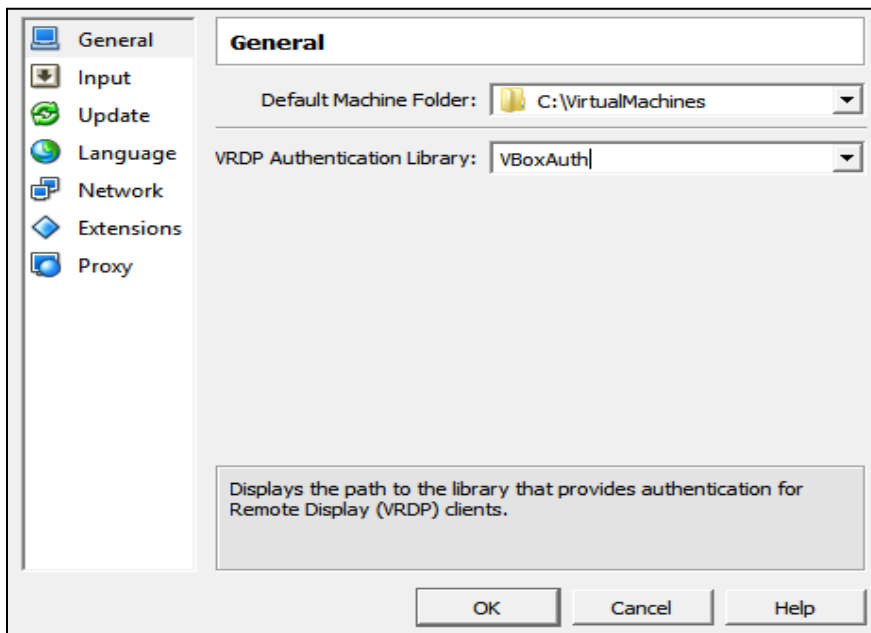 General
Input
Update
Language
Network
Extensions
Proxy
General
Default Machine Folder: C:\VirtualMachines
VRDP Authentication Library: VBoxAuth
Displays the path to the library that provides authentication for
Remote Display (VRDP) clients.
OK Cancel Help